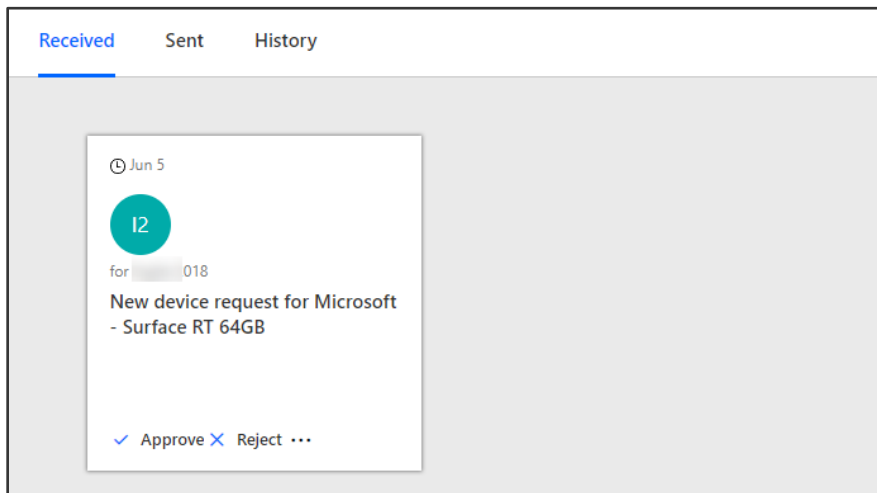 Received Sent History
Jun 5
I2
for 018
New device request for Microsoft
- Surface RT 64GB
Approve Reject ...